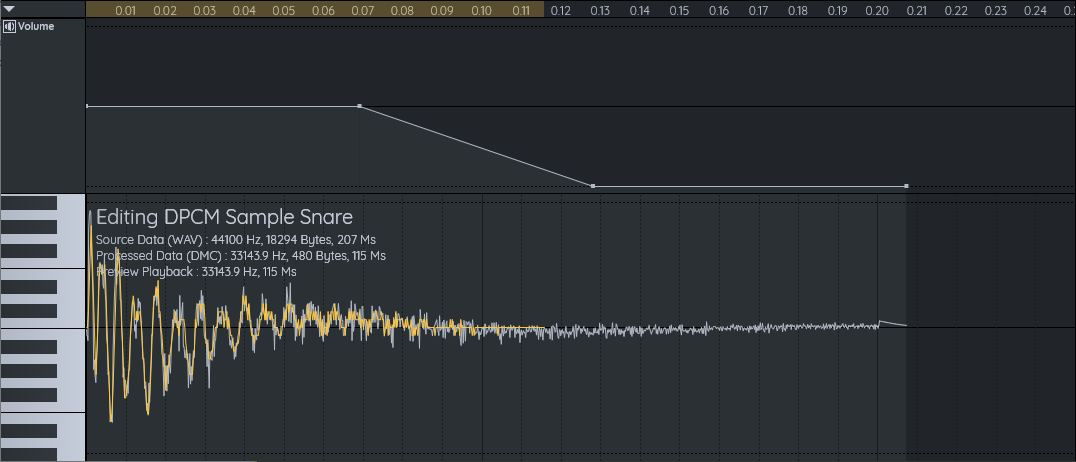 0.01 0.02 0.03 0.04 0.05 0.06 0.07 0.08 0.09 0.10 0.11 0.12 0.13 0.14 0.15 0.16 0.17 0.18 0.19 0.20 0.21 0.22 0.23 0.24
Volume
Editing DPCM Sample Snare
Source Data (WAV) : 44100 Hz, 18294 Bytes, 207 Ms
Processed Data (DMC) : 33143.9 Hz, 480 Bytes, 115 Ms
Preview Playback : 33143.9 Hz, 115 Ms